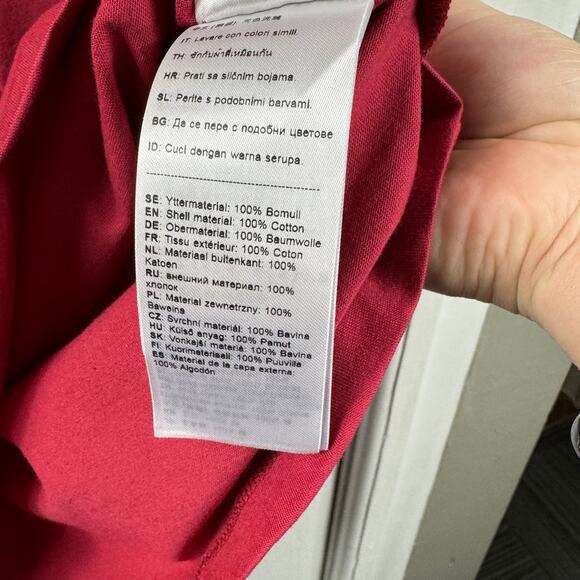 IT: Lavare con colori simili.
TH: ซักกับผ้าสีเหมือนกัน
HR: Prati sa sličnim bojama.
SL: Perite s podobnimi barvami.
BG: Да се пере с подобни цветове
ID: Cuci dengan warna serupa.
SE: Yttermaterial: 100% Bomull
EN: Shell material: 100% Cotton
DE: Obermaterial: 100% Baumwolle
FR: Tissu extérieur: 100% Coton
NL: Materiaal buitenkant: 100%
Katoen
RU: внешний материал: 100%
хлопок
PL: Materiał zewnetrzny: 100%
Bawelna
CZ: Svrchní materiál: 100% Bavlna
HU: Külső anyag: 100% Pamut
SK: Vonkajší materiál: 100% Bavlna
FI: Kuorimateriaali: 100% Puuvilla
ES: Material de la capa externa:
100% Algodón